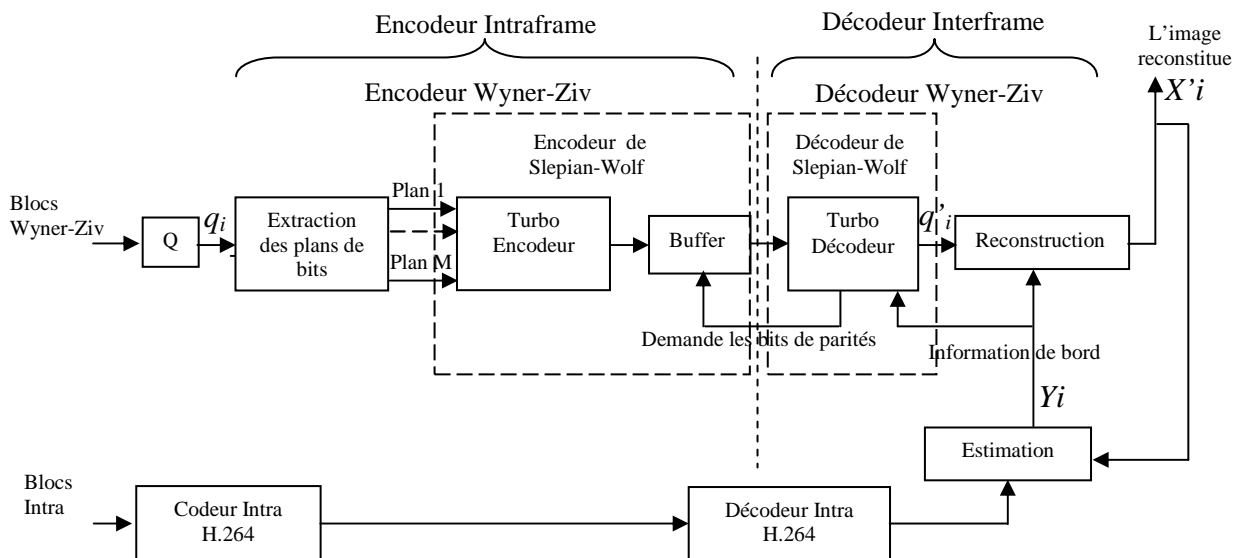 Encodeur Intraframe
Décodeur Interframe
L'image
reconstitue
X'i
Encodeur Wyner-Ziv
Décodeur Wyner-Ziv
Encodeur de
Slepian-Wolf
Décodeur de
Slepian-Wolf
Blocs
Wyner-Ziv
Q
qi
Extraction
des plans de
bits
Plan 1
Plan M
Turbo
Encodeur
Buffer
Turbo
Décodeur
q'i
Reconstruction
Demande les bits de parités
Information de bord
Yi
Estimation
Blocs
Intra
Codeur Intra
H.264
Décodeur Intra
H.264